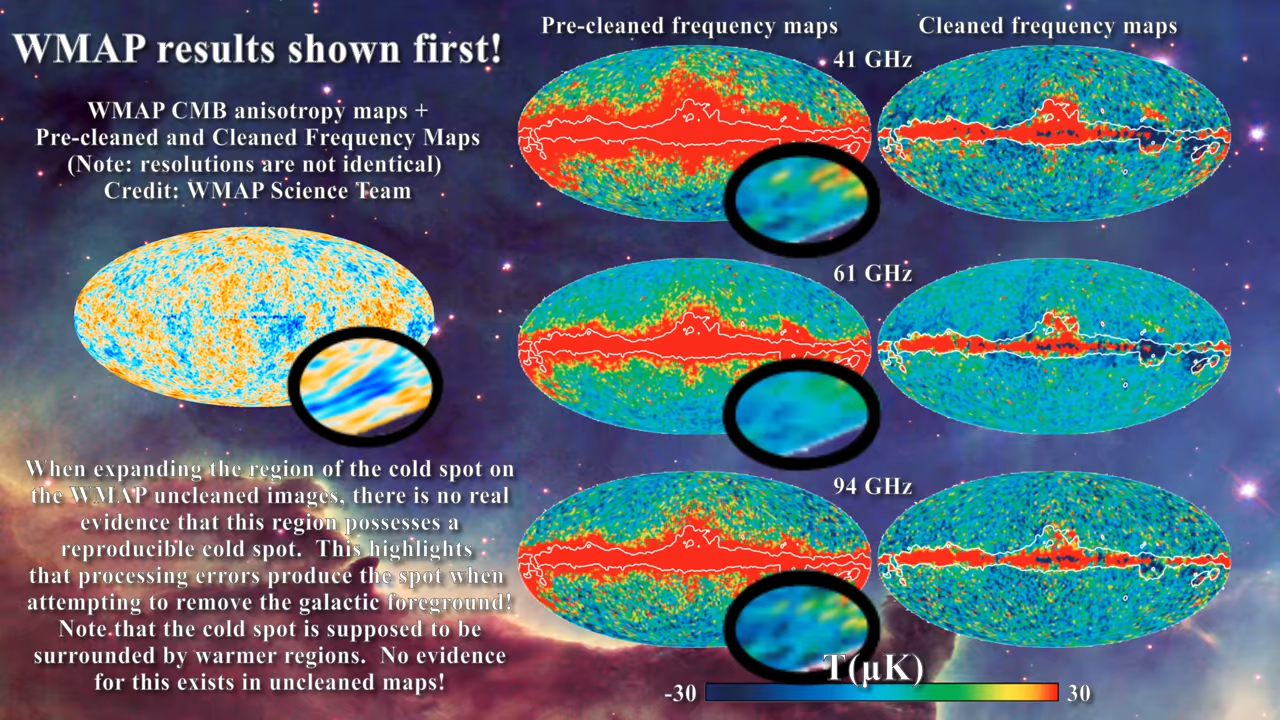 WMAP results shown first!
WMAP CMB anisotropy maps +
Pre-cleaned and Cleaned Frequency Maps
(Note: resolutions are not identical)
Credit: WMAP Science Team
When expanding the region of the cold spot on
the WMAP uncleaned images, there is no real
evidence that this region possesses a
reproducible cold spot.  This highlights
that processing errors produce the spot when
attempting to remove the galactic foreground!
Note that the cold spot is supposed to be
surrounded by warmer regions.  No evidence
for this exists in uncleaned maps!
Pre-cleaned frequency maps
Cleaned frequency maps
41 GHz
61 GHz
94 GHz
T(μK)
-30
30